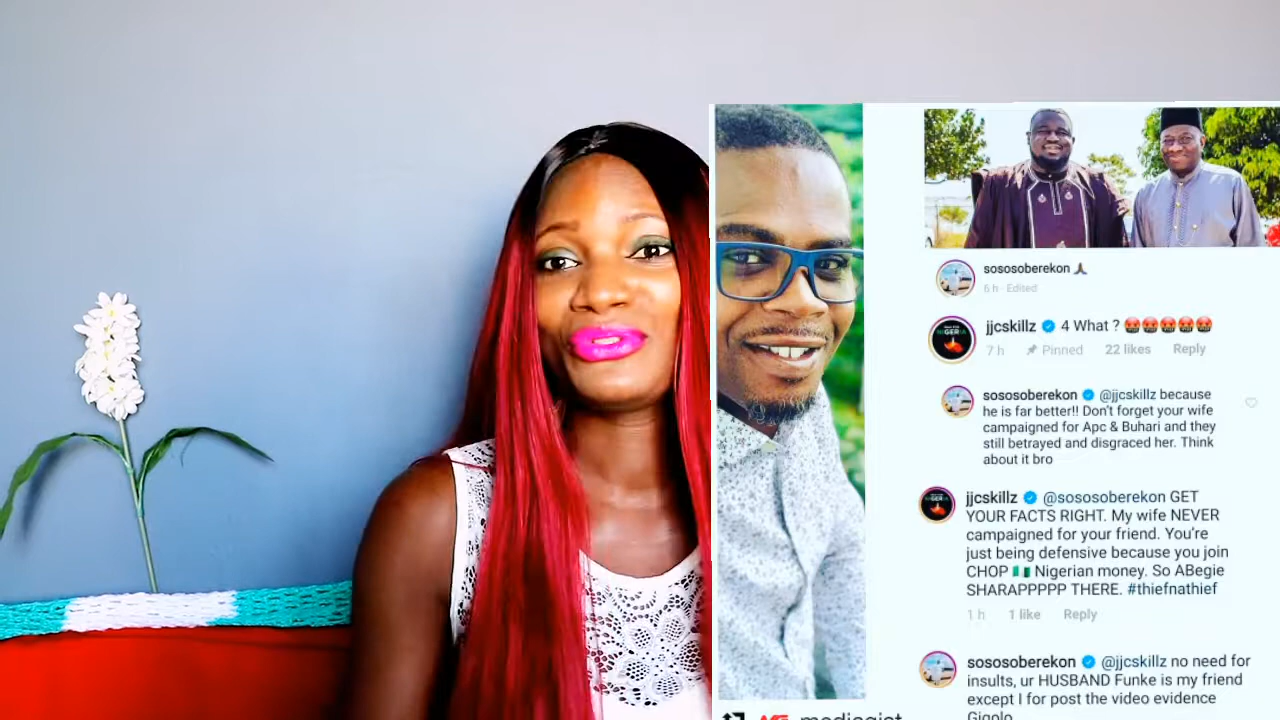 sososoberekon 🙏🏾
6 h · Edited
jjcskillz 4 What ? 🤬🤬🤬🤬🤬
7 h Pinned 22 likes Reply
sososoberekon @jjcskillz because
he is far better!! Don't forget your wife
campaigned for Apc & Buhari and they
still betrayed and disgraced her. Think
about it bro
jjcskillz @sososoberekon GET
YOUR FACTS RIGHT. My wife NEVER
campaigned for your friend. You're
just being defensive because you join
CHOP 🇳🇬 Nigerian money. So ABegie
SHARAPPPPP THERE. #thiefnathief
1 h 1 like Reply
sososoberekon @jjcskillz no need for
insults, ur HUSBAND Funke is my friend
except I for post the video evidence
Gigolo